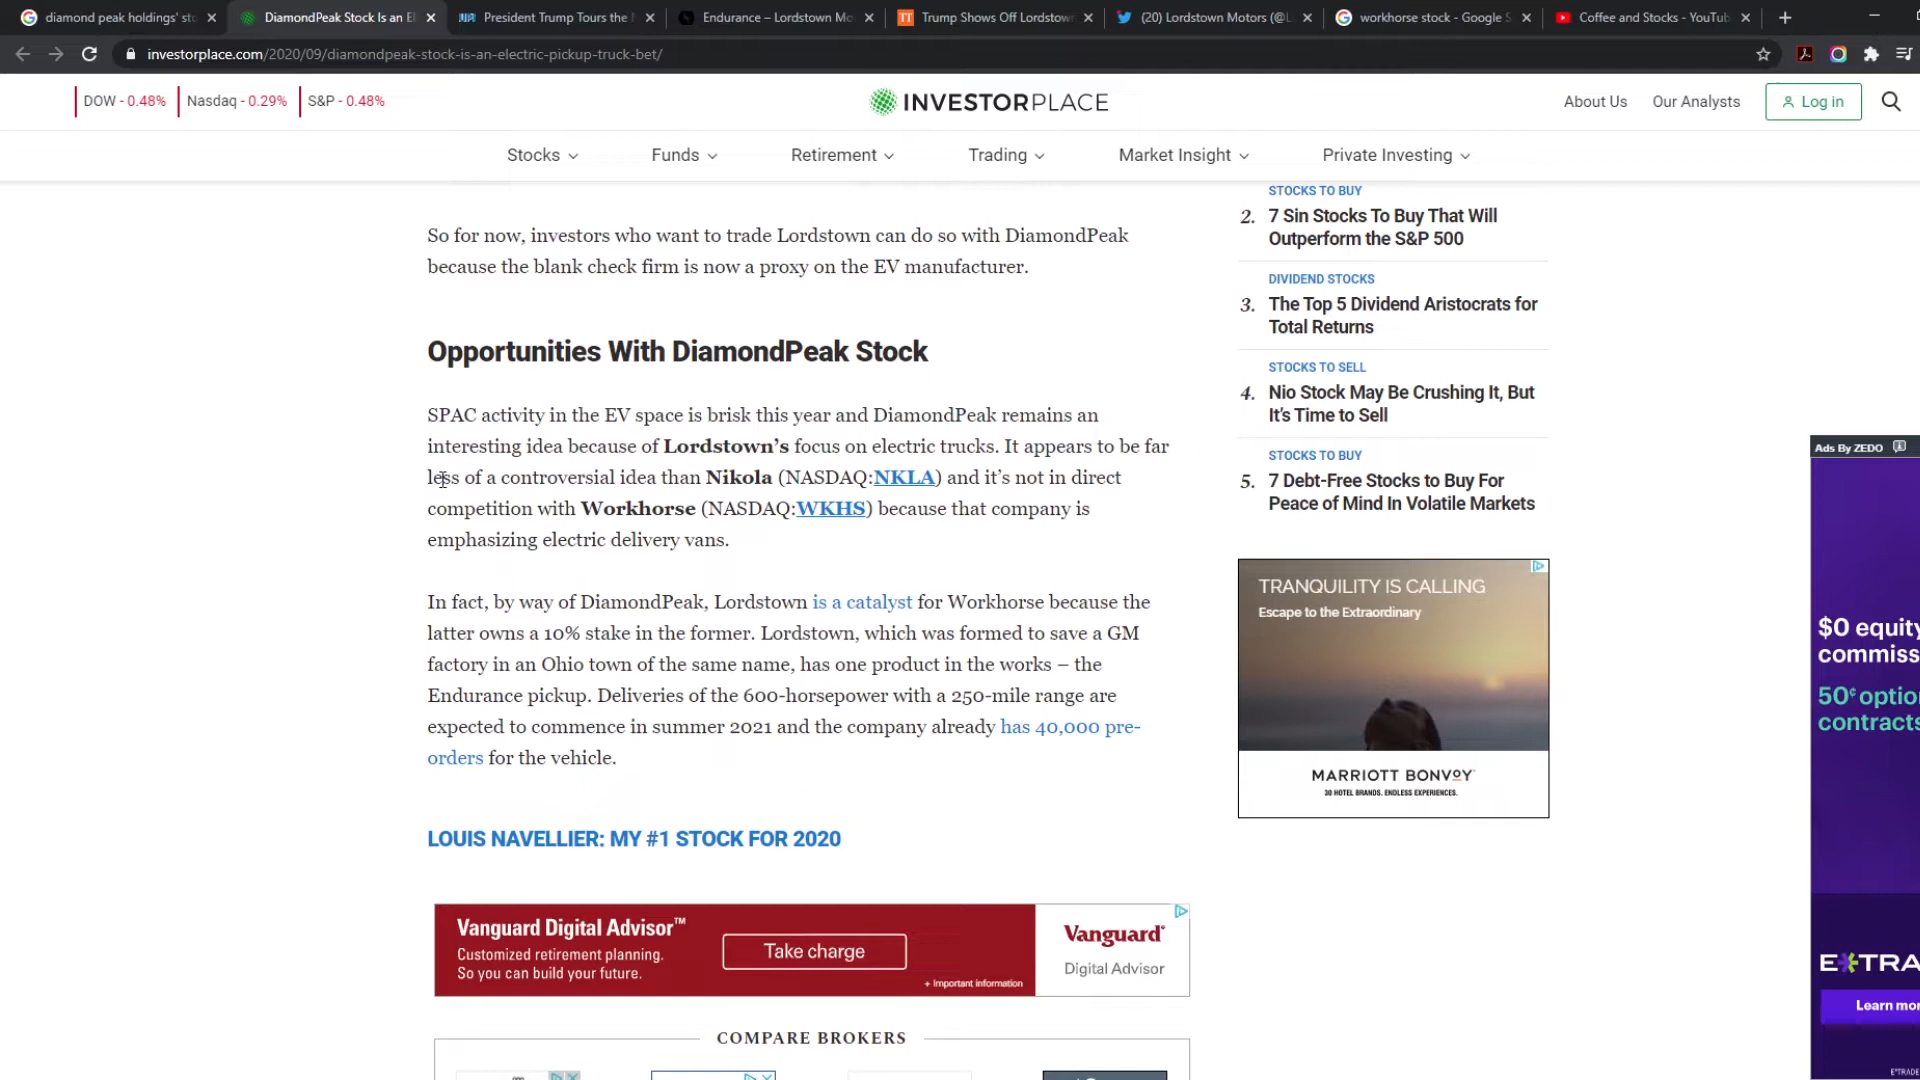 diamond peak holdings' sto
DiamondPeak Stock Is an El
President Trump Tours the
Endurance – Lordstown Mo
Trump Shows Off Lordstown
(20) Lordstown Motors (@L
workhorse stock - Google S
Coffee and Stocks - YouTub
investorplace.com/2020/09/diamondpeak-stock-is-an-electric-pickup-truck-bet/
DOW - 0.48%
Nasdaq - 0.29%
S&P - 0.48%
INVESTORPLACE
About Us
Our Analysts
Log in
Stocks
Funds
Retirement
Trading
Market Insight
Private Investing
So for now, investors who want to trade Lordstown can do so with DiamondPeak
because the blank check firm is now a proxy on the EV manufacturer.
Opportunities With DiamondPeak Stock
SPAC activity in the EV space is brisk this year and DiamondPeak remains an
interesting idea because of Lordstown's focus on electric trucks. It appears to be far
less of a controversial idea than Nikola (NASDAQ:NKLA) and it's not in direct
competition with Workhorse (NASDAQ:WKHS) because that company is
emphasizing electric delivery vans.
In fact, by way of DiamondPeak, Lordstown is a catalyst for Workhorse because the
latter owns a 10% stake in the former. Lordstown, which was formed to save a GM
factory in an Ohio town of the same name, has one product in the works – the
Endurance pickup. Deliveries of the 600-horsepower with a 250-mile range are
expected to commence in summer 2021 and the company already has 40,000 pre-
orders for the vehicle.
LOUIS NAVELLIER: MY #1 STOCK FOR 2020
Vanguard Digital Advisor™
Customized retirement planning.
So you can build your future.
Take charge
+ Important information
Vanguard
Digital Advisor
COMPARE BROKERS
STOCKS TO BUY
2. 7 Sin Stocks To Buy That Will
Outperform the S&P 500
DIVIDEND STOCKS
3. The Top 5 Dividend Aristocrats for
Total Returns
STOCKS TO SELL
4. Nio Stock May Be Crushing It, But
It's Time to Sell
STOCKS TO BUY
5. 7 Debt-Free Stocks to Buy For
Peace of Mind In Volatile Markets
TRANQUILITY IS CALLING
Escape to the Extraordinary
MARRIOTT BONVOY
30 HOTEL BRANDS. ENDLESS EXPERIENCES.
Ads By ZEDO
$0 equity
commiss
50¢ optio
contracts
E*TRA
Learn mor
E*TRADE